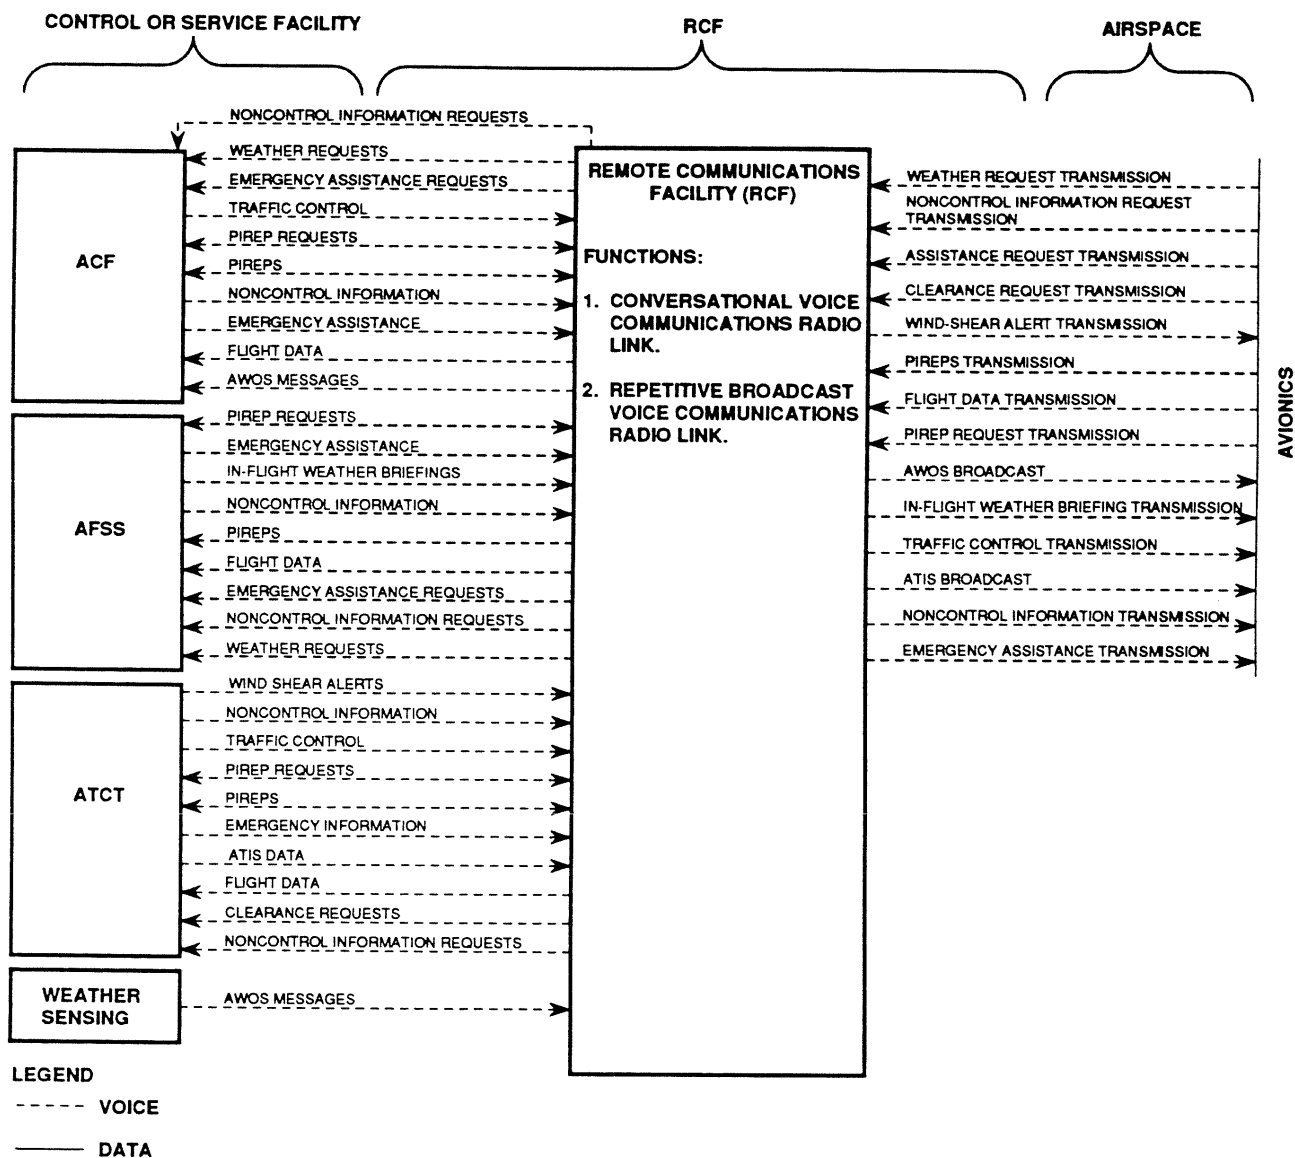 CONTROL OR SERVICE FACILITY
RCF
AIRSPACE
NONCONTROL INFORMATION REQUESTS
ACF
WEATHER REQUESTS
EMERGENCY ASSISTANCE REQUESTS
TRAFFIC CONTROL
PIREP REQUESTS
PIREPS
NONCONTROL INFORMATION
EMERGENCY ASSISTANCE
FLIGHT DATA
AWOS MESSAGES
AFSS
PIREP REQUESTS
EMERGENCY ASSISTANCE
IN-FLIGHT WEATHER BRIEFINGS
NONCONTROL INFORMATION
PIREPS
FLIGHT DATA
EMERGENCY ASSISTANCE REQUESTS
NONCONTROL INFORMATION REQUESTS
WEATHER REQUESTS
ATCT
WIND SHEAR ALERTS
NONCONTROL INFORMATION
TRAFFIC CONTROL
PIREP REQUESTS
PIREPS
EMERGENCY INFORMATION
ATIS DATA
FLIGHT DATA
CLEARANCE REQUESTS
NONCONTROL INFORMATION REQUESTS
WEATHER
SENSING
AWOS MESSAGES
REMOTE COMMUNICATIONS
FACILITY (RCF)
FUNCTIONS:
1. CONVERSATIONAL VOICE
COMMUNICATIONS RADIO
LINK.
2. REPETITIVE BROADCAST
VOICE COMMUNICATIONS
RADIO LINK.
WEATHER REQUEST TRANSMISSION
NONCONTROL INFORMATION REQUEST
TRANSMISSION
ASSISTANCE REQUEST TRANSMISSION
CLEARANCE REQUEST TRANSMISSION
WIND-SHEAR ALERT TRANSMISSION
PIREPS TRANSMISSION
FLIGHT DATA TRANSMISSION
PIREP REQUEST TRANSMISSION
AWOS BROADCAST
IN-FLIGHT WEATHER BRIEFING TRANSMISSION
TRAFFIC CONTROL TRANSMISSION
ATIS BROADCAST
NONCONTROL INFORMATION TRANSMISSION
EMERGENCY ASSISTANCE TRANSMISSION
AVIONICS
LEGEND
VOICE
DATA